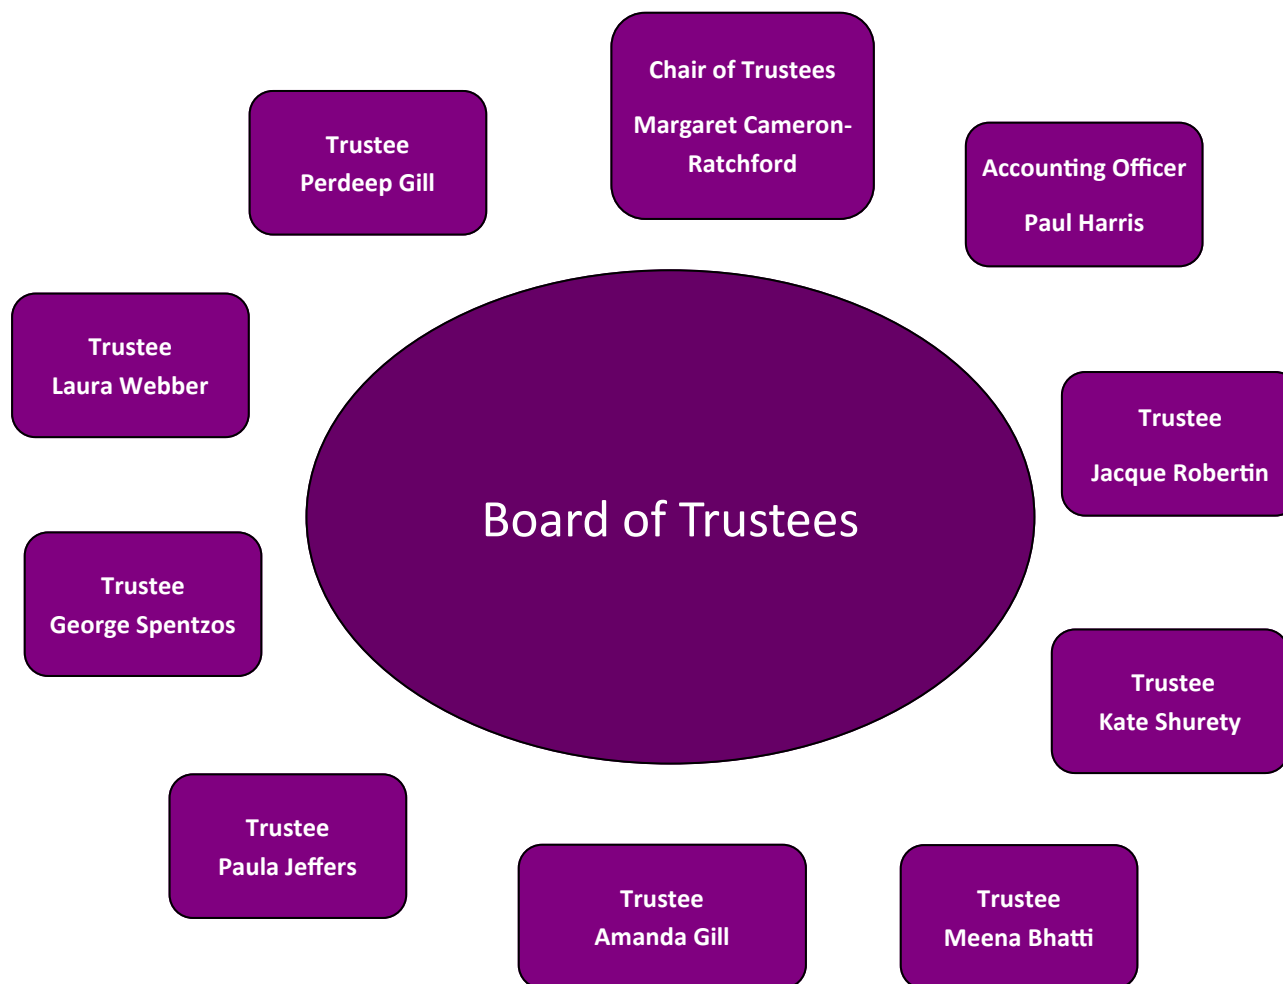 Chair of Trustees
Margaret Cameron-
Ratchford
Trustee
Perdeep Gill
Accounting Officer
Paul Harris
Trustee
Laura Webber
Trustee
Jacque Robertin
Board of Trustees
Trustee
George Spentzos
Trustee
Kate Shurety
Trustee
Paula Jeffers
Trustee
Amanda Gill
Trustee
Meena Bhatti